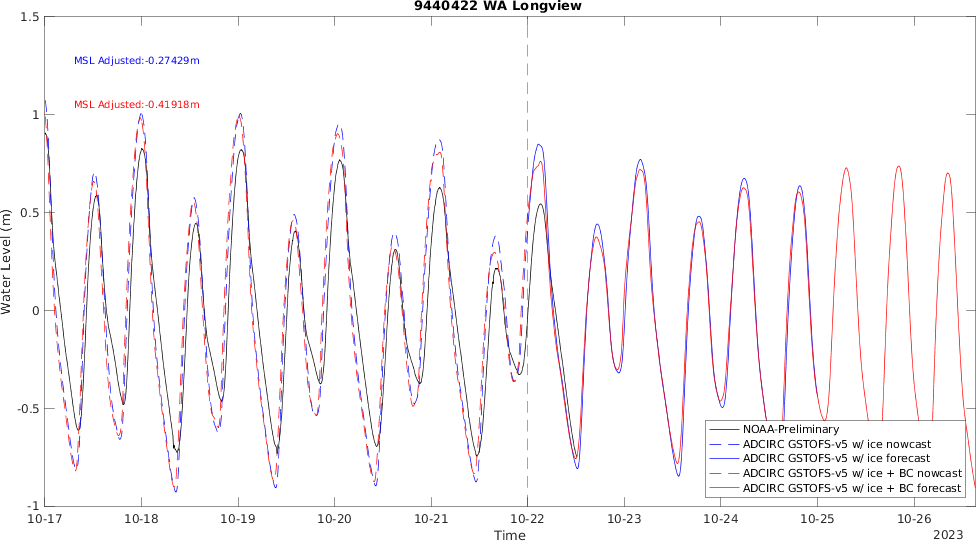 9440422 WA Longview
1.5
MSL Adjusted:-0.27429m
MSL Adjusted:-0.41918m
1
0.5
0
-0.5
-1
Water Level (m)
NOAA-Preliminary
ADCIRC GSTOFS-v5 w/ ice nowcast
ADCIRC GSTOFS-v5 w/ ice forecast
ADCIRC GSTOFS-v5 w/ ice + BC nowcast
ADCIRC GSTOFS-v5 w/ ice + BC forecast
10-17 10-18 10-19 10-20 10-21 10-22 10-23 10-24 10-25 10-26
Time
2023